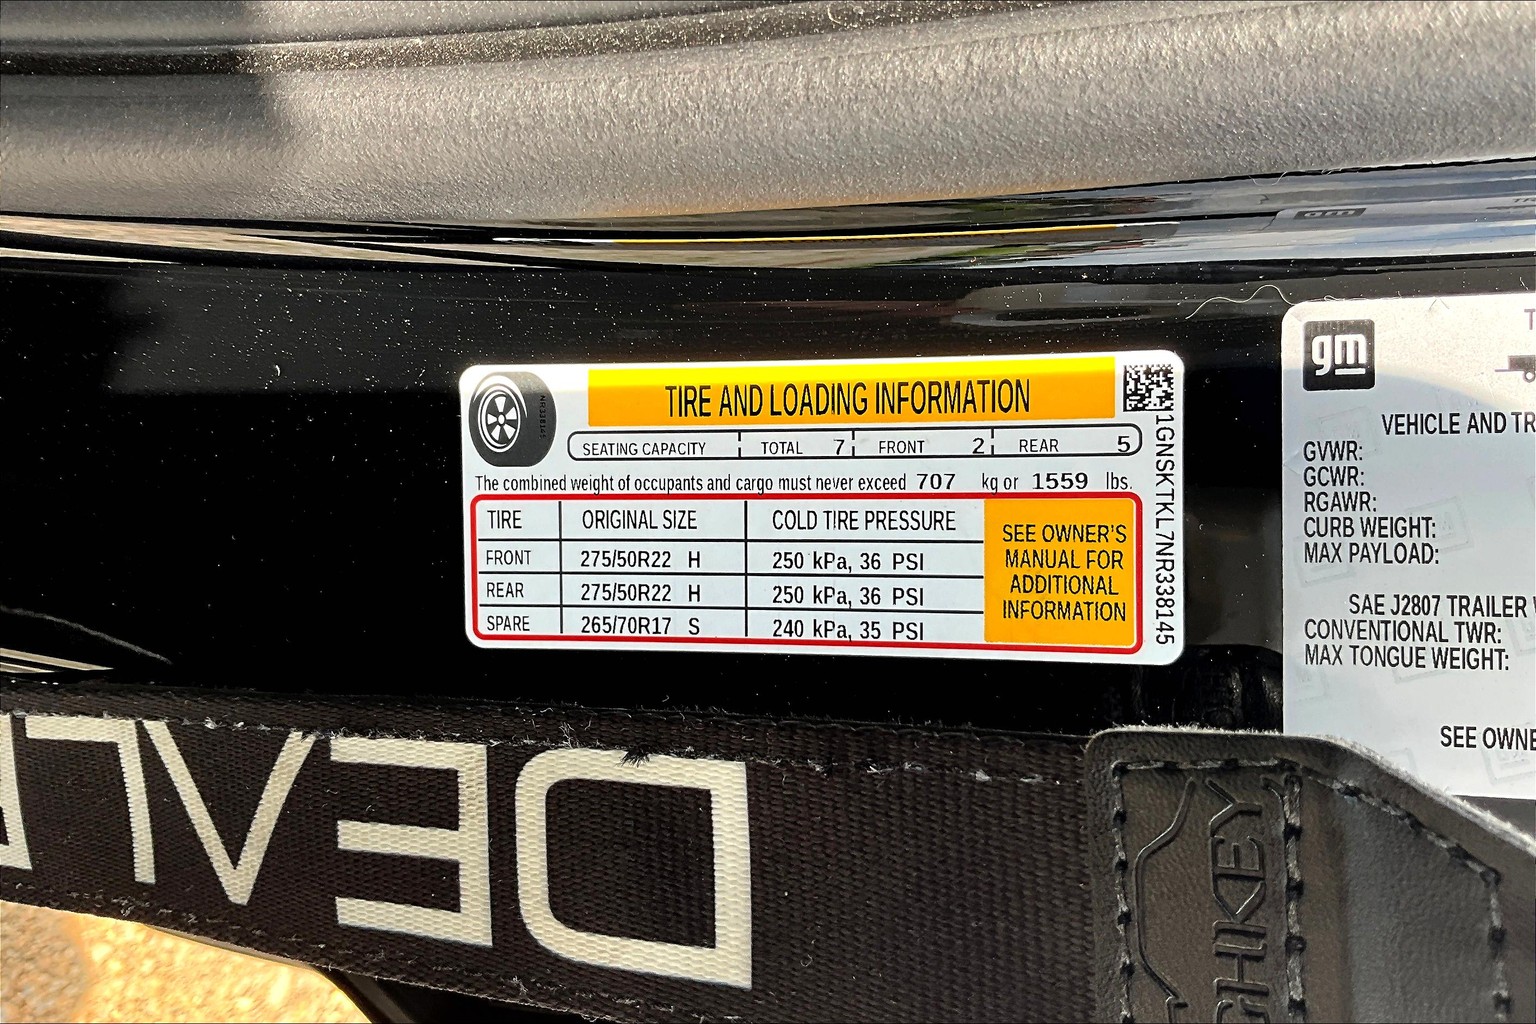 TIRE AND LOADING INFORMATION
SEATING CAPACITY TOTAL 7 FRONT 2 REAR 5
The combined weight of occupants and cargo must never exceed 707 kg or 1559 lbs.
TIRE ORIGINAL SIZE COLD TIRE PRESSURE
FRONT 275/50R22 H 250 kPa, 36 PSI
REAR 275/50R22 H 250 kPa, 36 PSI
SPARE 265/70R17 S 240 kPa, 35 PSI
SEE OWNER'S
MANUAL FOR
ADDITIONAL
INFORMATION
1GNSKTKL7NR338145
NR338145
gm
VEHICLE AND
GVWR:
GCWR:
RGAWR:
CURB WEIGHT:
MAX PAYLOAD:
SAE J2807 TRAILER
CONVENTIONAL TWR:
MAX TONGUE WEIGHT:
SEE
DEVL
GHIKEY